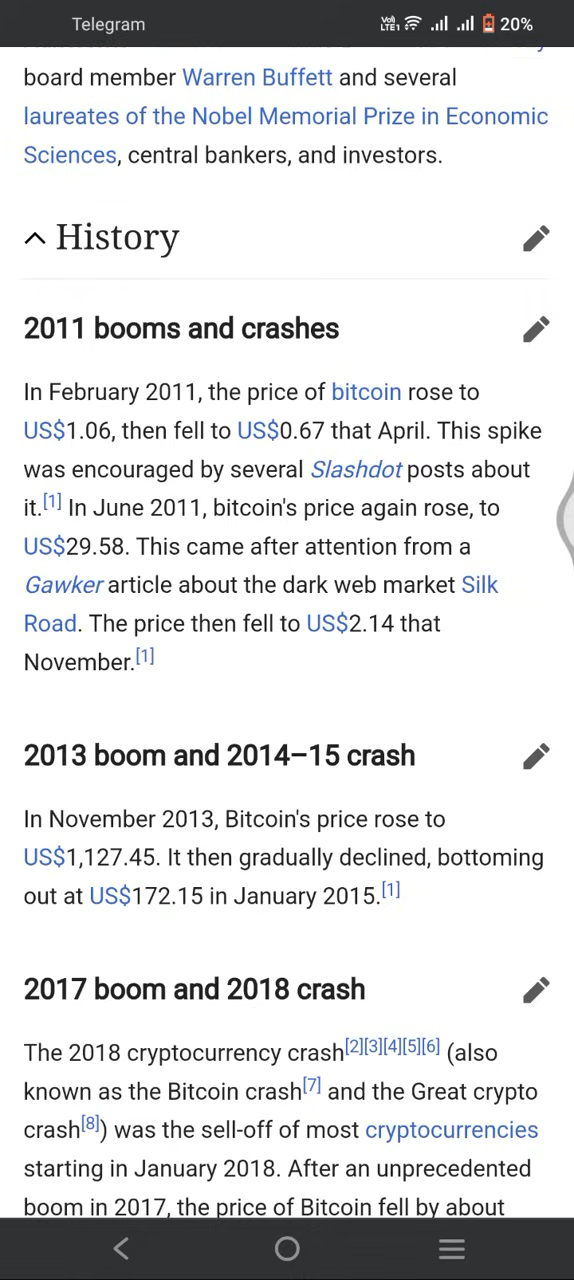 Telegram
Vo) LTE1 20%
board member Warren Buffett and several
laureates of the Nobel Memorial Prize in Economic
Sciences, central bankers, and investors.
History
2011 booms and crashes
In February 2011, the price of bitcoin rose to
US$1.06, then fell to US$0.67 that April. This spike
was encouraged by several Slashdot posts about
it.[1] In June 2011, bitcoin's price again rose, to
US$29.58. This came after attention from a
Gawker article about the dark web market Silk
Road. The price then fell to US$2.14 that
November.[1]
2013 boom and 2014–15 crash
In November 2013, Bitcoin's price rose to
US$1,127.45. It then gradually declined, bottoming
out at US$172.15 in January 2015.[1]
2017 boom and 2018 crash
The 2018 cryptocurrency crash[2][3][4][5][6] (also
known as the Bitcoin crash[7] and the Great crypto
crash[8]) was the sell-off of most cryptocurrencies
starting in January 2018. After an unprecedented
boom in 2017, the price of Bitcoin fell by about